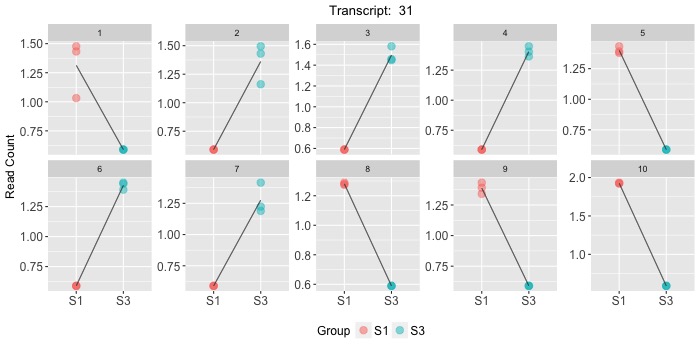 Transcript: 31
1 2 3 4 5
1.50 1.25 1.00 0.75
1.50 1.25 1.00 0.75
1.6 1.4 1.2 1.0 0.8 0.6
1.25 1.00 0.75
1.25 1.00 0.75
Read Count
6 7 8 9 10
1.25 1.00 0.75
1.25 1.00 0.75
1.2 1.0 0.8 0.6
1.25 1.00 0.75
2.0 1.5 1.0
S1 S3 S1 S3 S1 S3 S1 S3 S1 S3
Group S1 S3